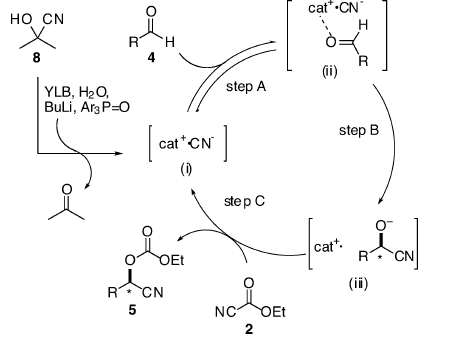 HO CN
8
O
R H
4
cat⁺•CN⁻
O H
R
(ii)
step A
YLB, H₂O,
BuLi, Ar₃P=O
cat⁺•CN⁻
(i)
step B
O
step C
O
O OEt
R * CN
5
O
NC OEt
2
cat⁺•
O⁻
R * CN
(iii)